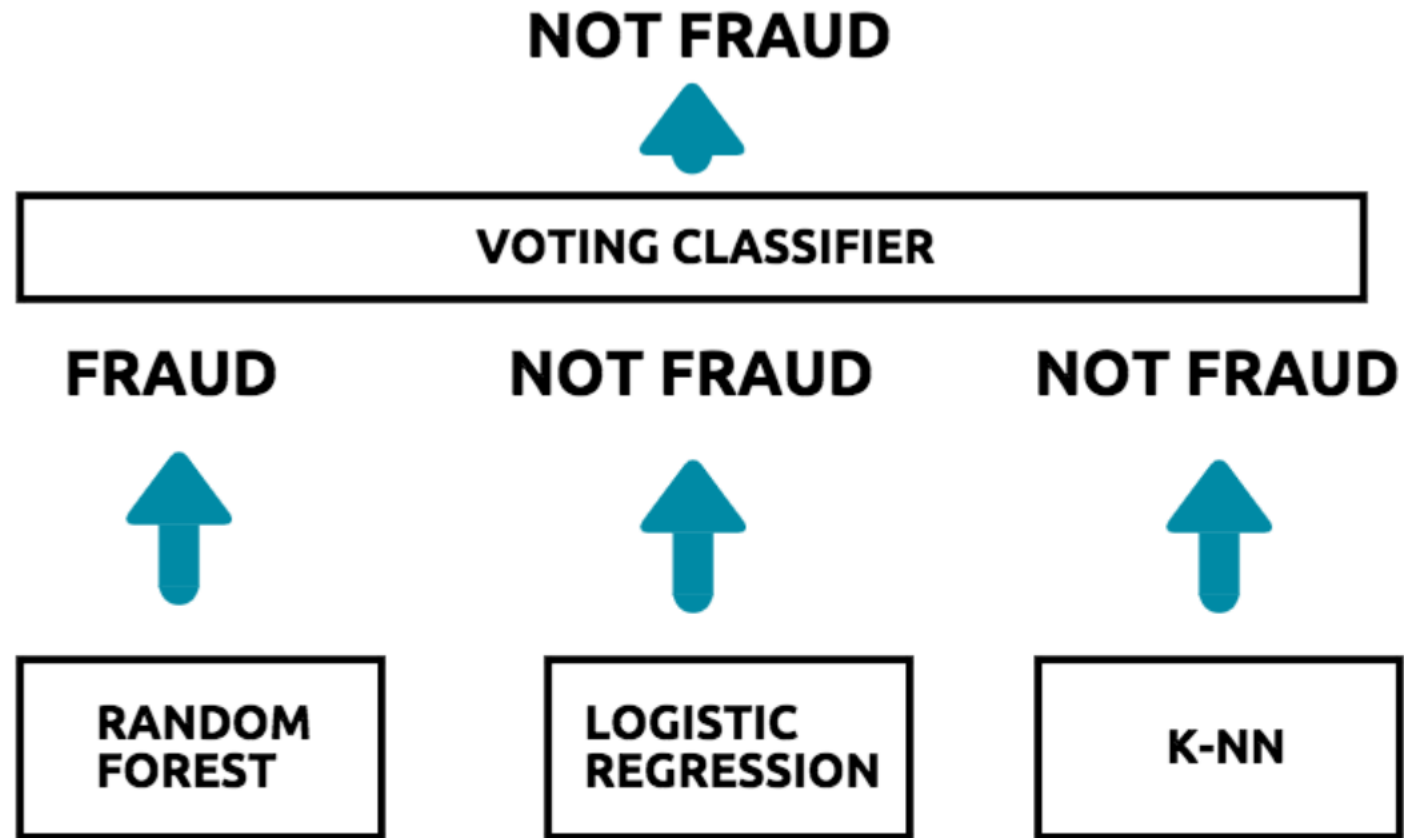 NOT FRAUD
VOTING CLASSIFIER
FRAUD
NOT FRAUD
NOT FRAUD
RANDOM
FOREST
LOGISTIC
REGRESSION
K-NN